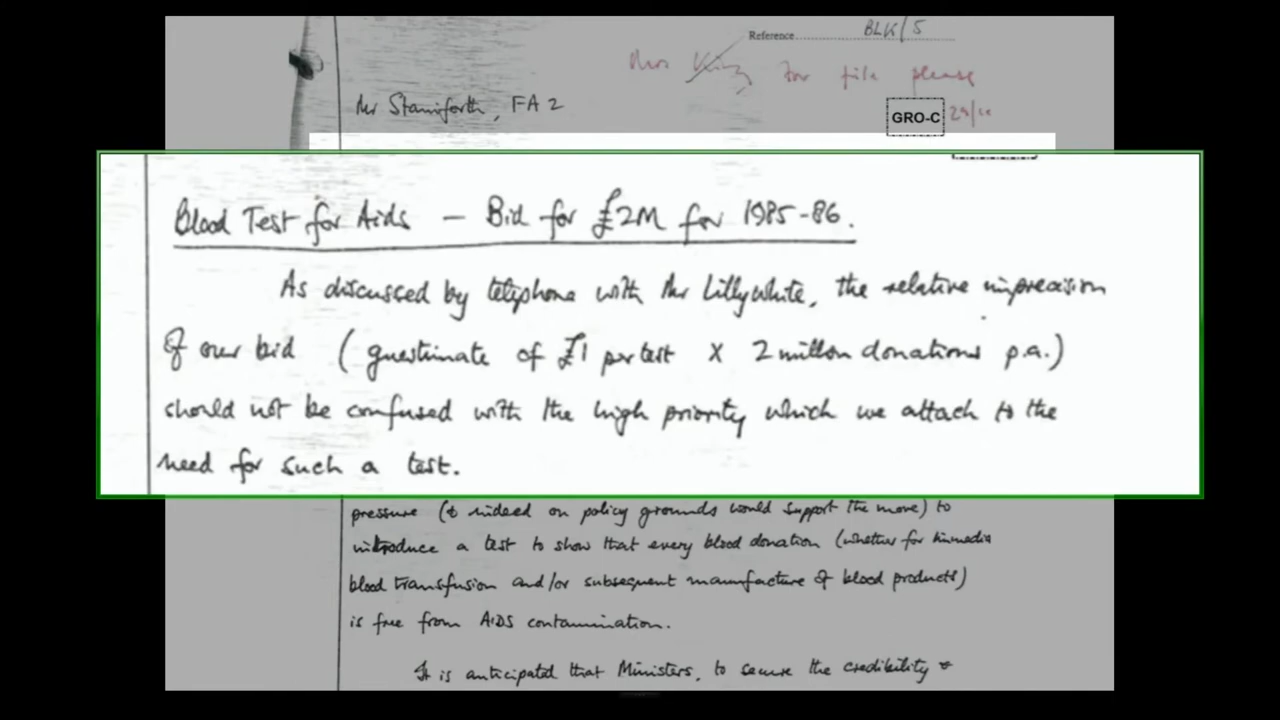 Reference BLK/5
Mrs King for file please
Mr Staniforth, FA2
GRO-C
Blood Test for Aids - Bid for £2M for 1985-86.
As discussed by telephone with Mr Lillywhite, the relative imprecision
of our bid (guestimate of £1 per test X 2 million donations p.a.)
should not be confused with the high priority which we attach to the
need for such a test.
pressure (& indeed on policy grounds would support the move) to
introduce a test to show that every blood donation (whether for
blood transfusion and/or subsequent manufacture of blood products)
is free from AIDS contamination.
It is anticipated that Ministers, to secure the credibility &